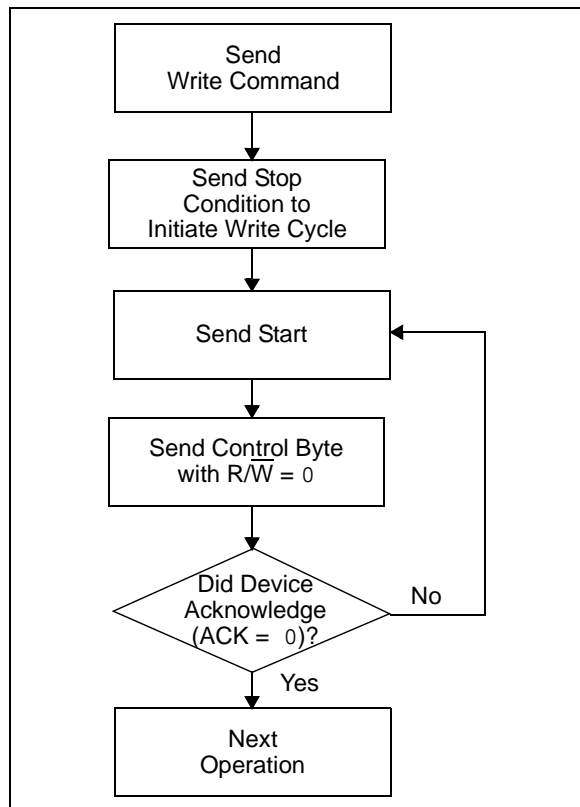 Send
Write Command
Send Stop
Condition to
Initiate Write Cycle
Send Start
Send Control Byte
with R/W̅ = 0
Did Device
Acknowledge
(ACK = 0)?
No
Yes
Next
Operation